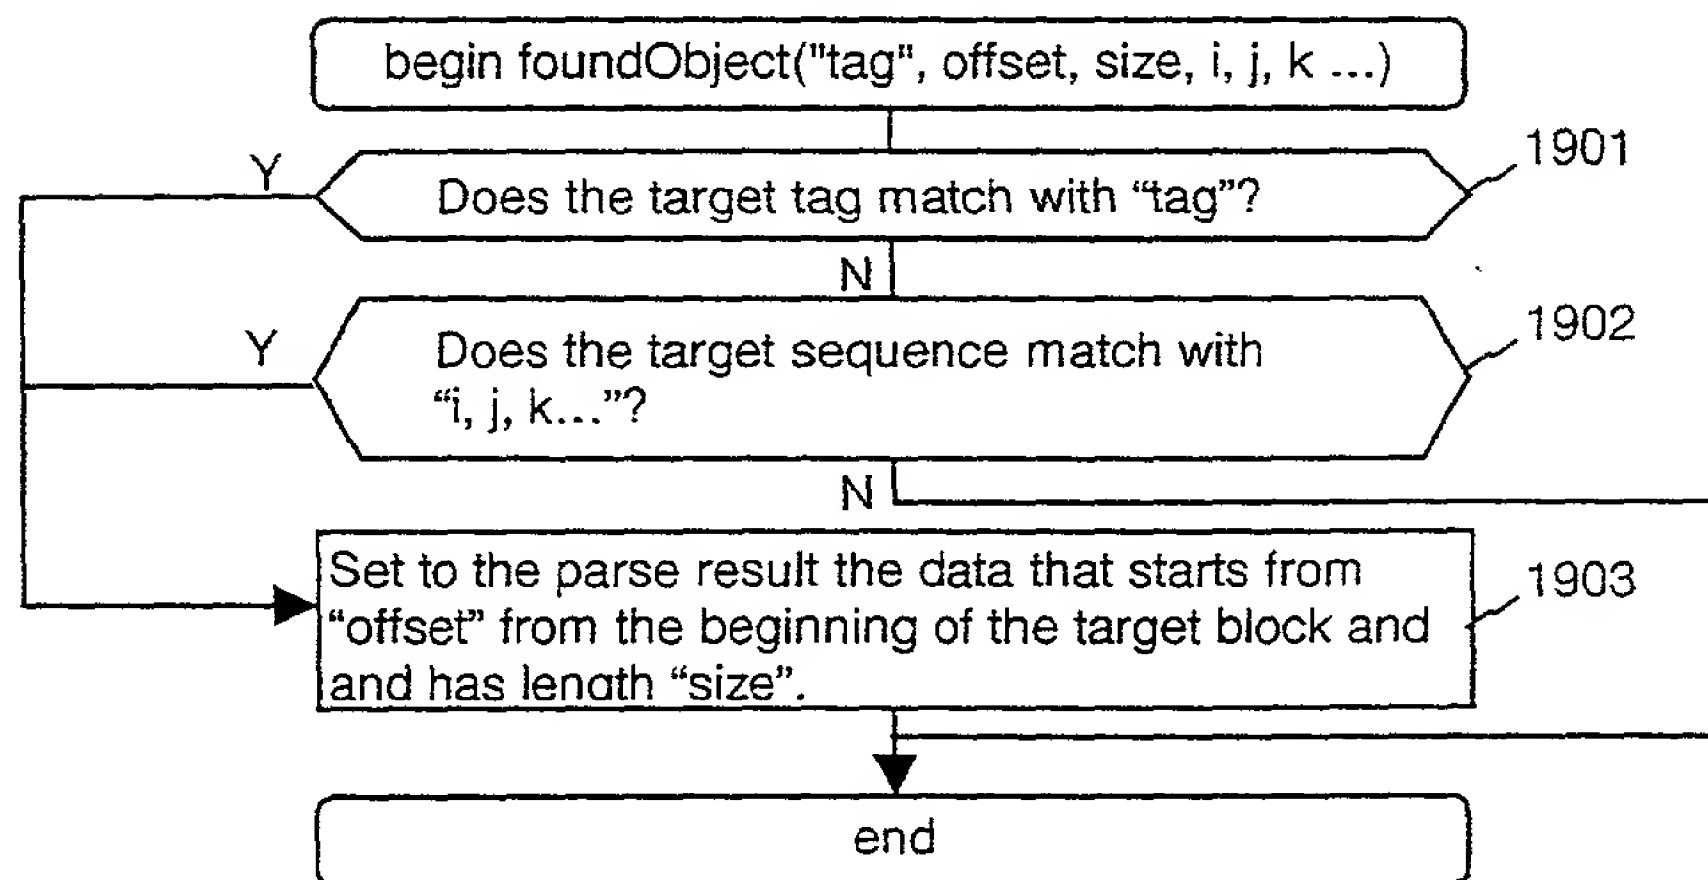 begin foundObject("tag", offset, size, i, j, k ...)
1901
Y
Does the target tag match with “tag”?
N
1902
Y
Does the target sequence match with
“i, j, k...”?
N
Set to the parse result the data that starts from
1903
“offset” from the beginning of the target block and
and has length “size”.
end